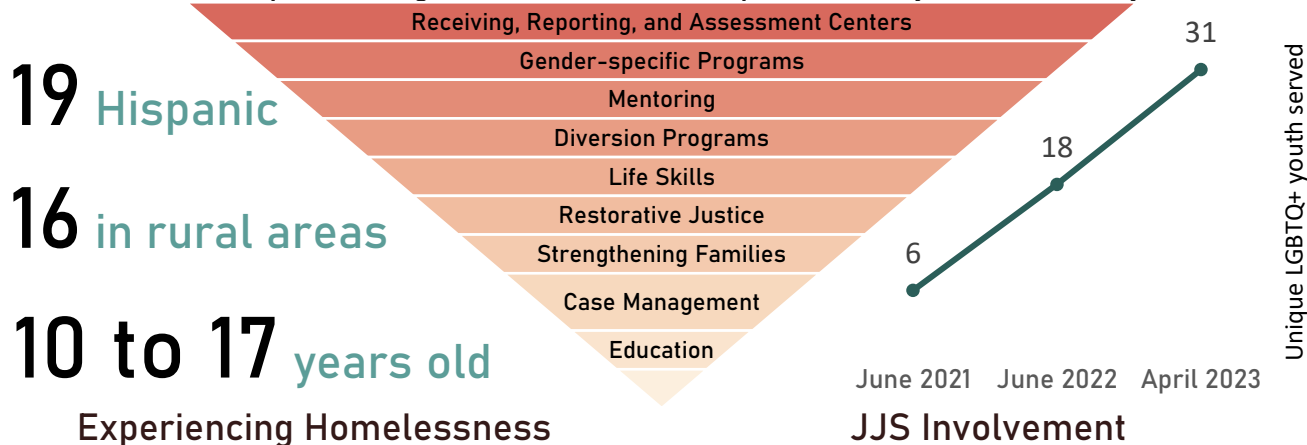 Receiving, Reporting, and Assessment Centers
Gender-specific Programs
Mentoring
Diversion Programs
Life Skills
Restorative Justice
Strengthening Families
Case Management
Education
19 Hispanic
16 in rural areas
10 to 17 years old
31
18
6
June 2021 June 2022 April 2023
Unique LGBTQ+ youth served
Experiencing Homelessness
JJS Involvement